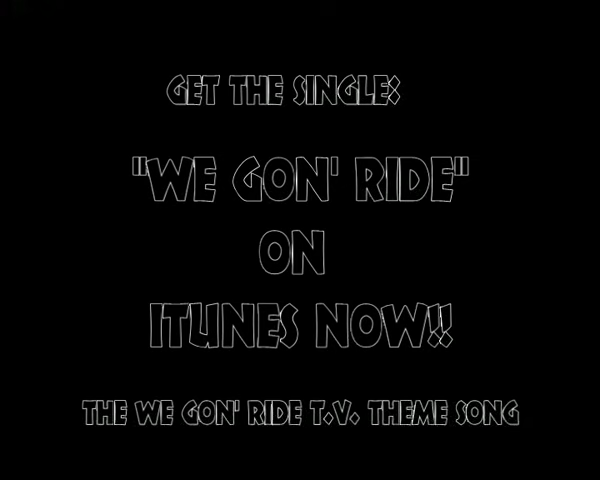 GET THE SINGLE:
"WE GON' RIDE"
ON
ITUNES NOW!!
THE WE GON' RIDE T.V. THEME SONG